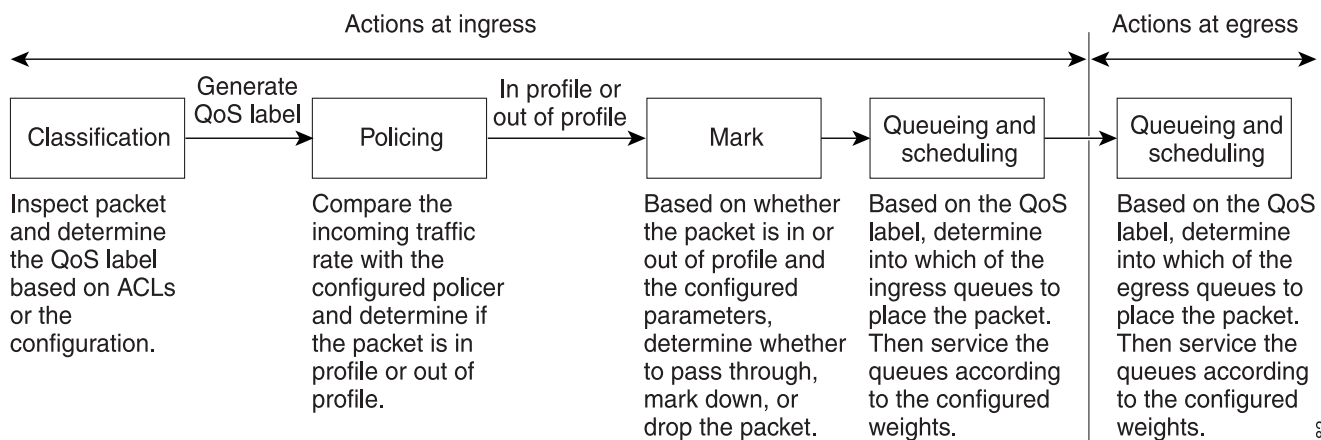 Actions at ingress
Actions at egress
Generate
QoS label
In profile or
out of profile
Classification
Policing
Mark
Queueing and
scheduling
Queueing and
scheduling
Inspect packet
and determine
the QoS label
based on ACLs
or the
configuration.
Compare the
incoming traffic
rate with the
configured policer
and determine if
the packet is in
profile or out of
profile.
Based on whether
the packet is in or
out of profile and
the configured
parameters,
determine whether
to pass through,
mark down, or
drop the packet.
Based on the QoS
label, determine
into which of the
ingress queues to
place the packet.
Then service the
queues according
to the configured
weights.
Based on the QoS
label, determine
into which of the
egress queues to
place the packet.
Then service the
queues according
to the configured
weights.